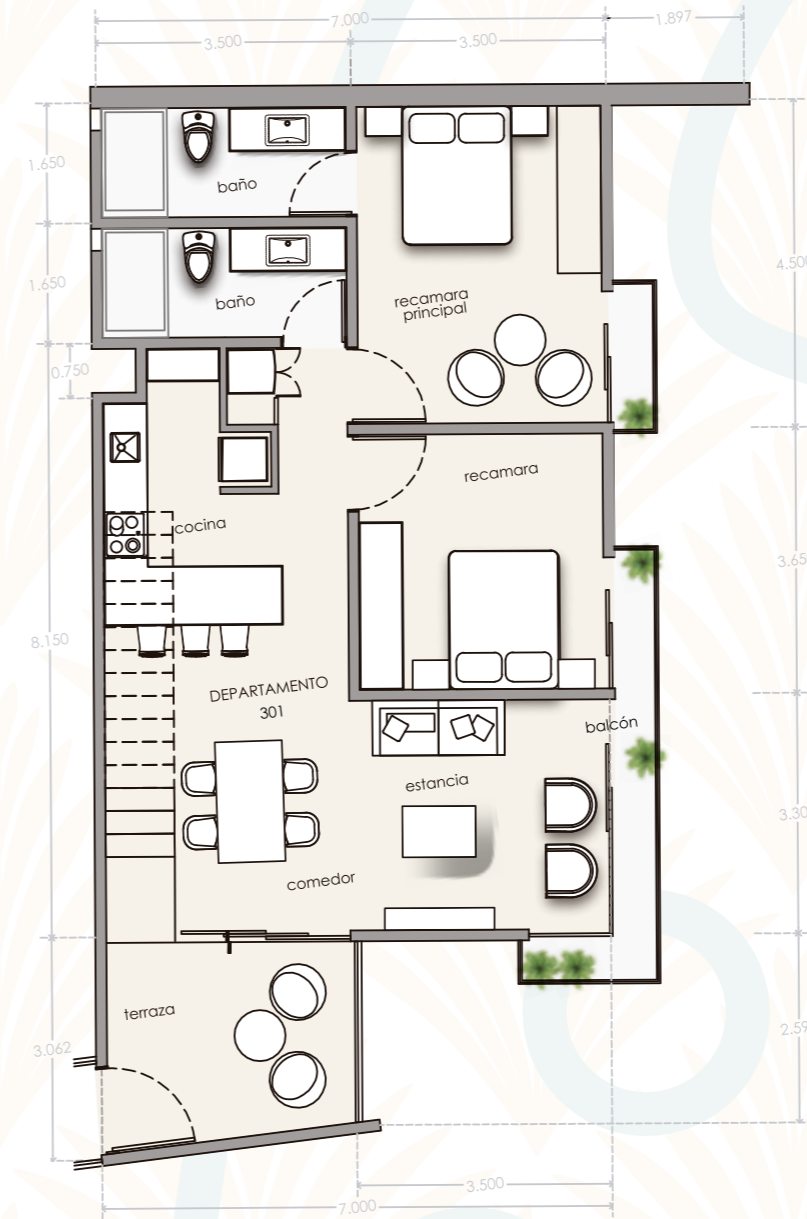 7.000
1.897
3.500
3.500
1.650
baño
4.500
1.650
baño
recamara
principal
0.750
recamara
cocina
8.150
DEPARTAMENTO
301
balcón
estancia
comedor
terraza
3.062
3.500
7.000